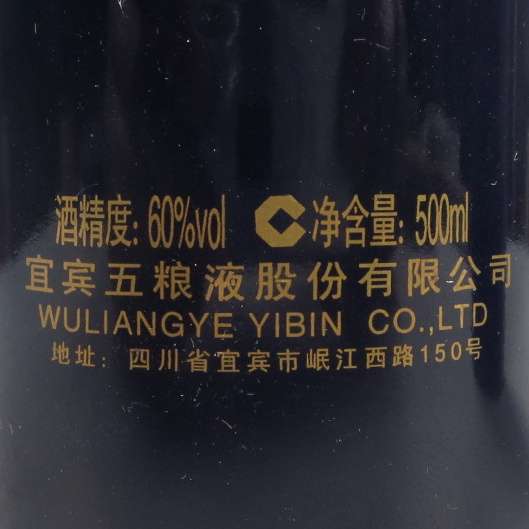 酒精度: 60%vol 净含量: 500ml
宜宾五粮液股份有限公司
WULIANGYE YIBIN CO.,LTD
地址: 四川省宜宾市岷江西路150号